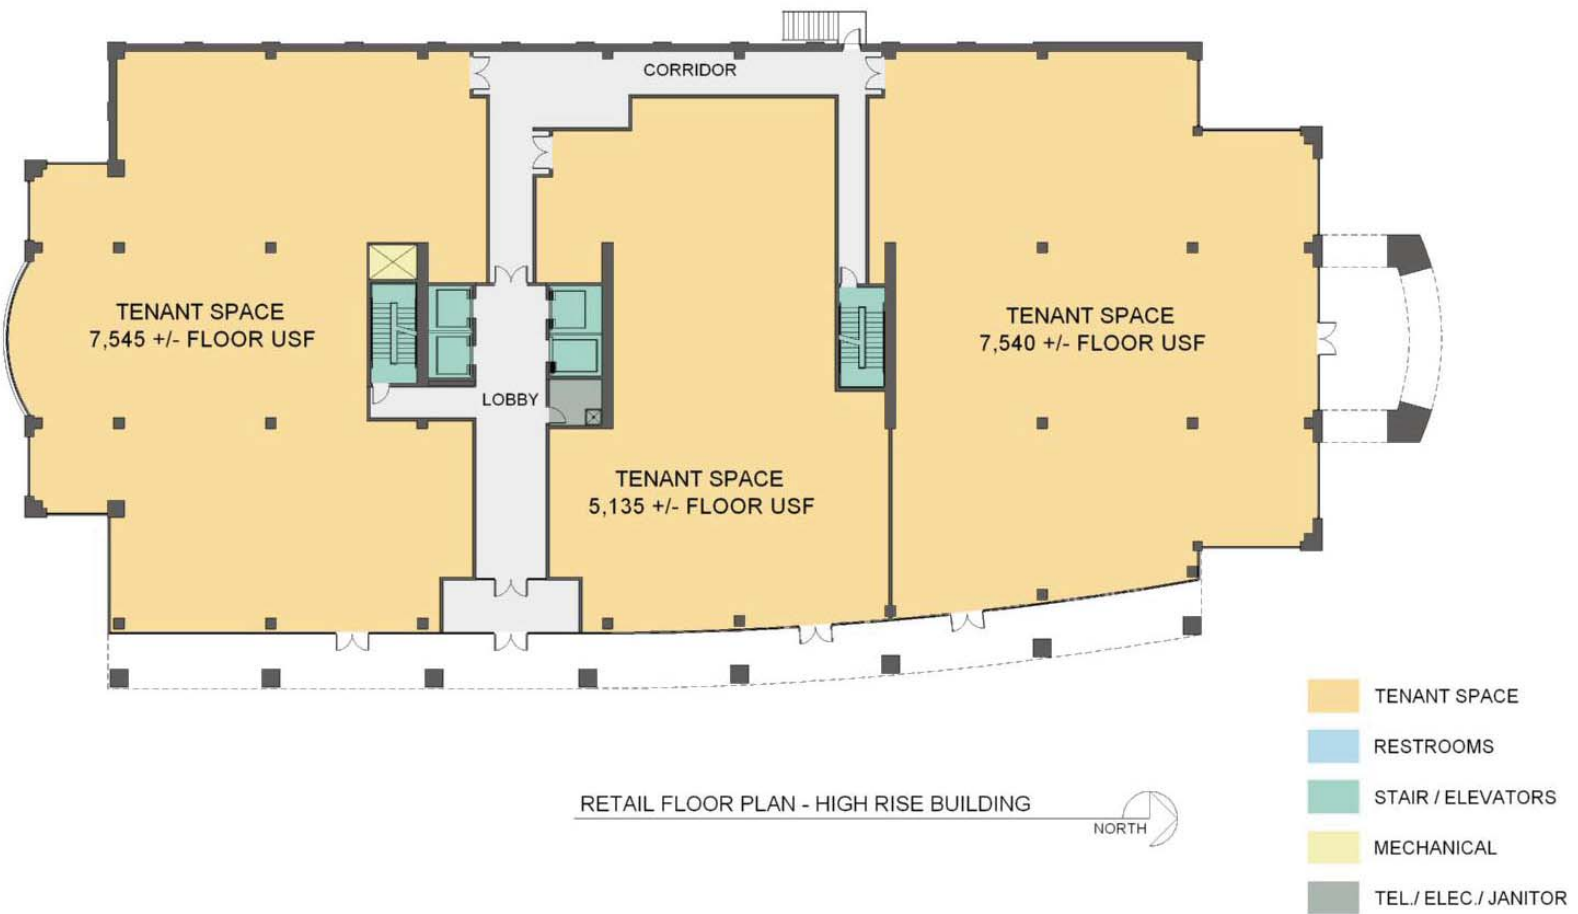 CORRIDOR
TENANT SPACE
7,545 +/- FLOOR USF
TENANT SPACE
7,540 +/- FLOOR USF
LOBBY
TENANT SPACE
5,135 +/- FLOOR USF
TENANT SPACE
RESTROOMS
STAIR / ELEVATORS
MECHANICAL
TEL./ ELEC./ JANITOR
RETAIL FLOOR PLAN - HIGH RISE BUILDING
NORTH